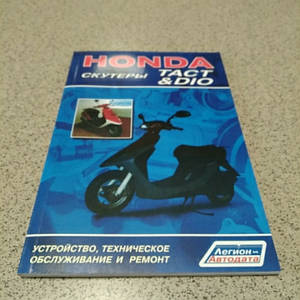 HONDA
СКУТЕРЫ TACT
& DIO
УСТРОЙСТВО, ТЕХНИЧЕСКОЕ
ОБСЛУЖИВАНИЕ И РЕМОНТ
Легион
Автодата